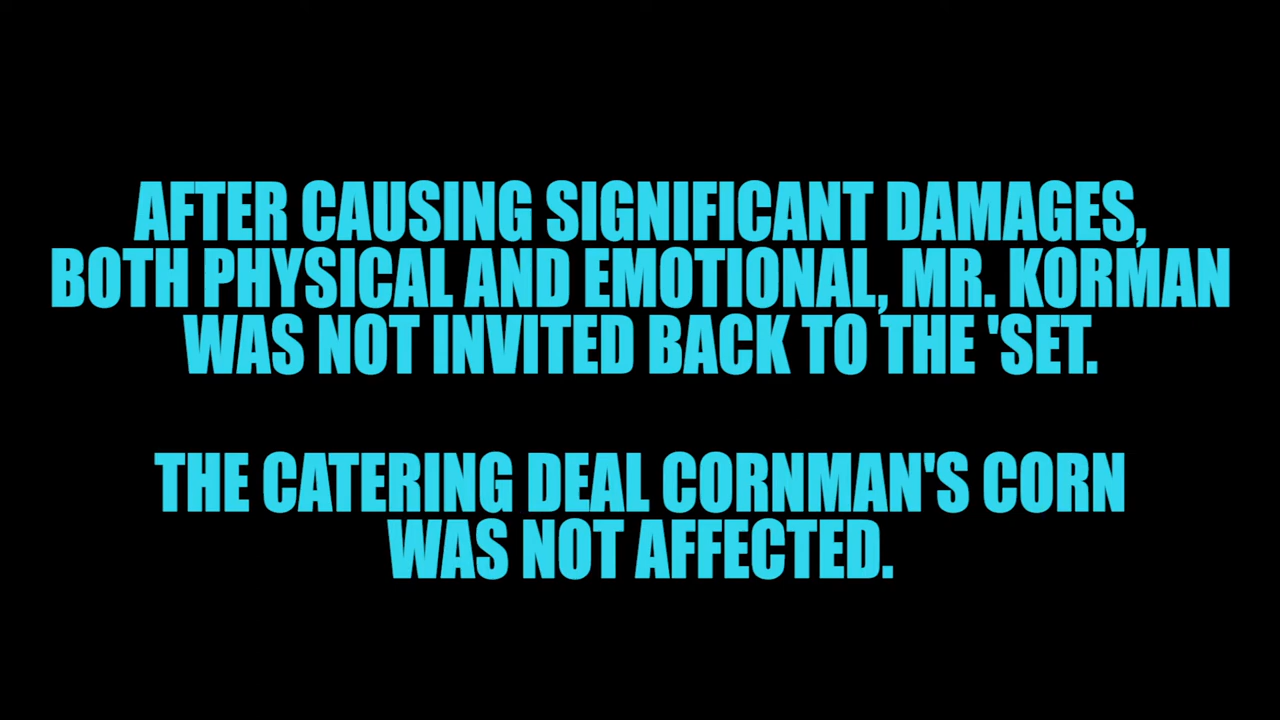 AFTER CAUSING SIGNIFICANT DAMAGES,
BOTH PHYSICAL AND EMOTIONAL, MR. KORMAN
WAS NOT INVITED BACK TO THE 'SET.
THE CATERING DEAL CORNMAN'S CORN
WAS NOT AFFECTED.